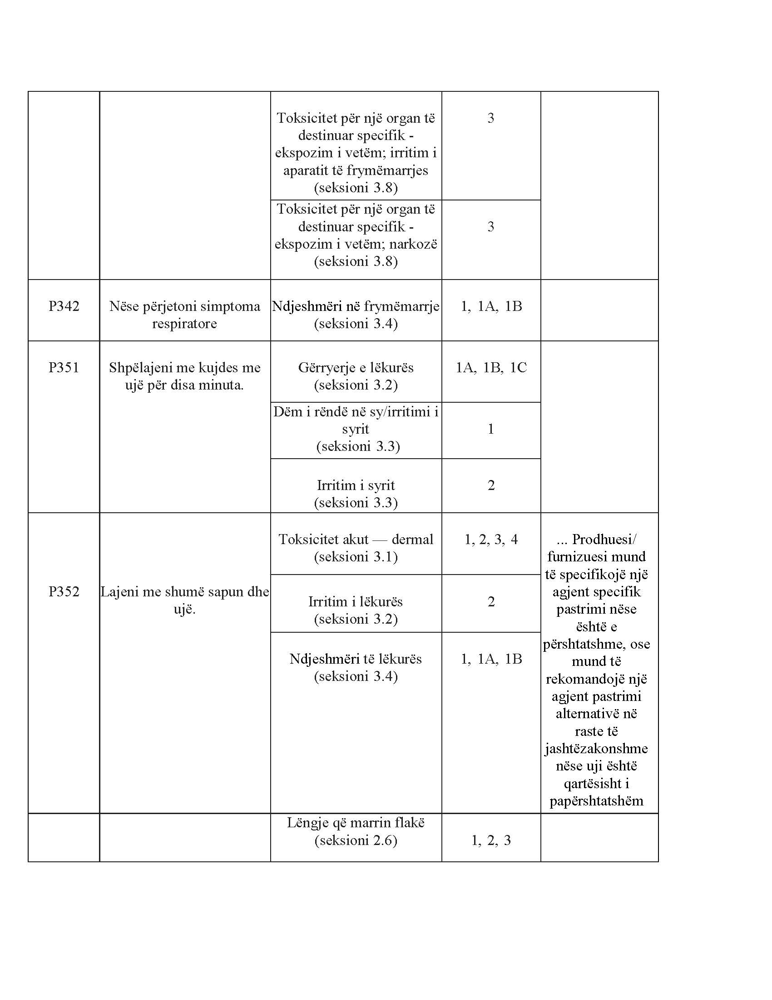 Toksicitet për një organ të
destinuar specifik -
ekspozim i vetëm; irritim i
aparatit të frymëmarrjes
(seksioni 3.8)
3
Toksicitet për një organ të
destinuar specifik -
ekspozim i vetëm; narkozë
(seksioni 3.8)
3
P342
Nëse përjetoni simptoma
respiratore
Ndjeshmëri në frymëmarrje
(seksioni 3.4)
1, 1A, 1B
P351
Shpëlajeni me kujdes me
ujë për disa minuta.
Gërryerje e lëkurës
(seksioni 3.2)
1A, 1B, 1C
Dëm i rëndë në sy/irritimi i
syrit
(seksioni 3.3)
1
Irritim i syrit
(seksioni 3.3)
2
P352
Lajeni me shumë sapun dhe
ujë.
Toksicitet akut — dermal
(seksioni 3.1)
1, 2, 3, 4
Irritim i lëkurës
(seksioni 3.2)
2
Ndjeshmëri të lëkurës
(seksioni 3.4)
1, 1A, 1B
... Prodhuesi/
furnizuesi mund
të specifikojë një
agjent specifik
pastrimi nëse
është e
përshtatshme, ose
mund të
rekomandojë një
agjent pastrimi
alternativë në
raste të
jashtëzakonshme
nëse uji është
qartësisht i
papërshtatshëm
Lëngje që marrin flakë
(seksioni 2.6)
1, 2, 3